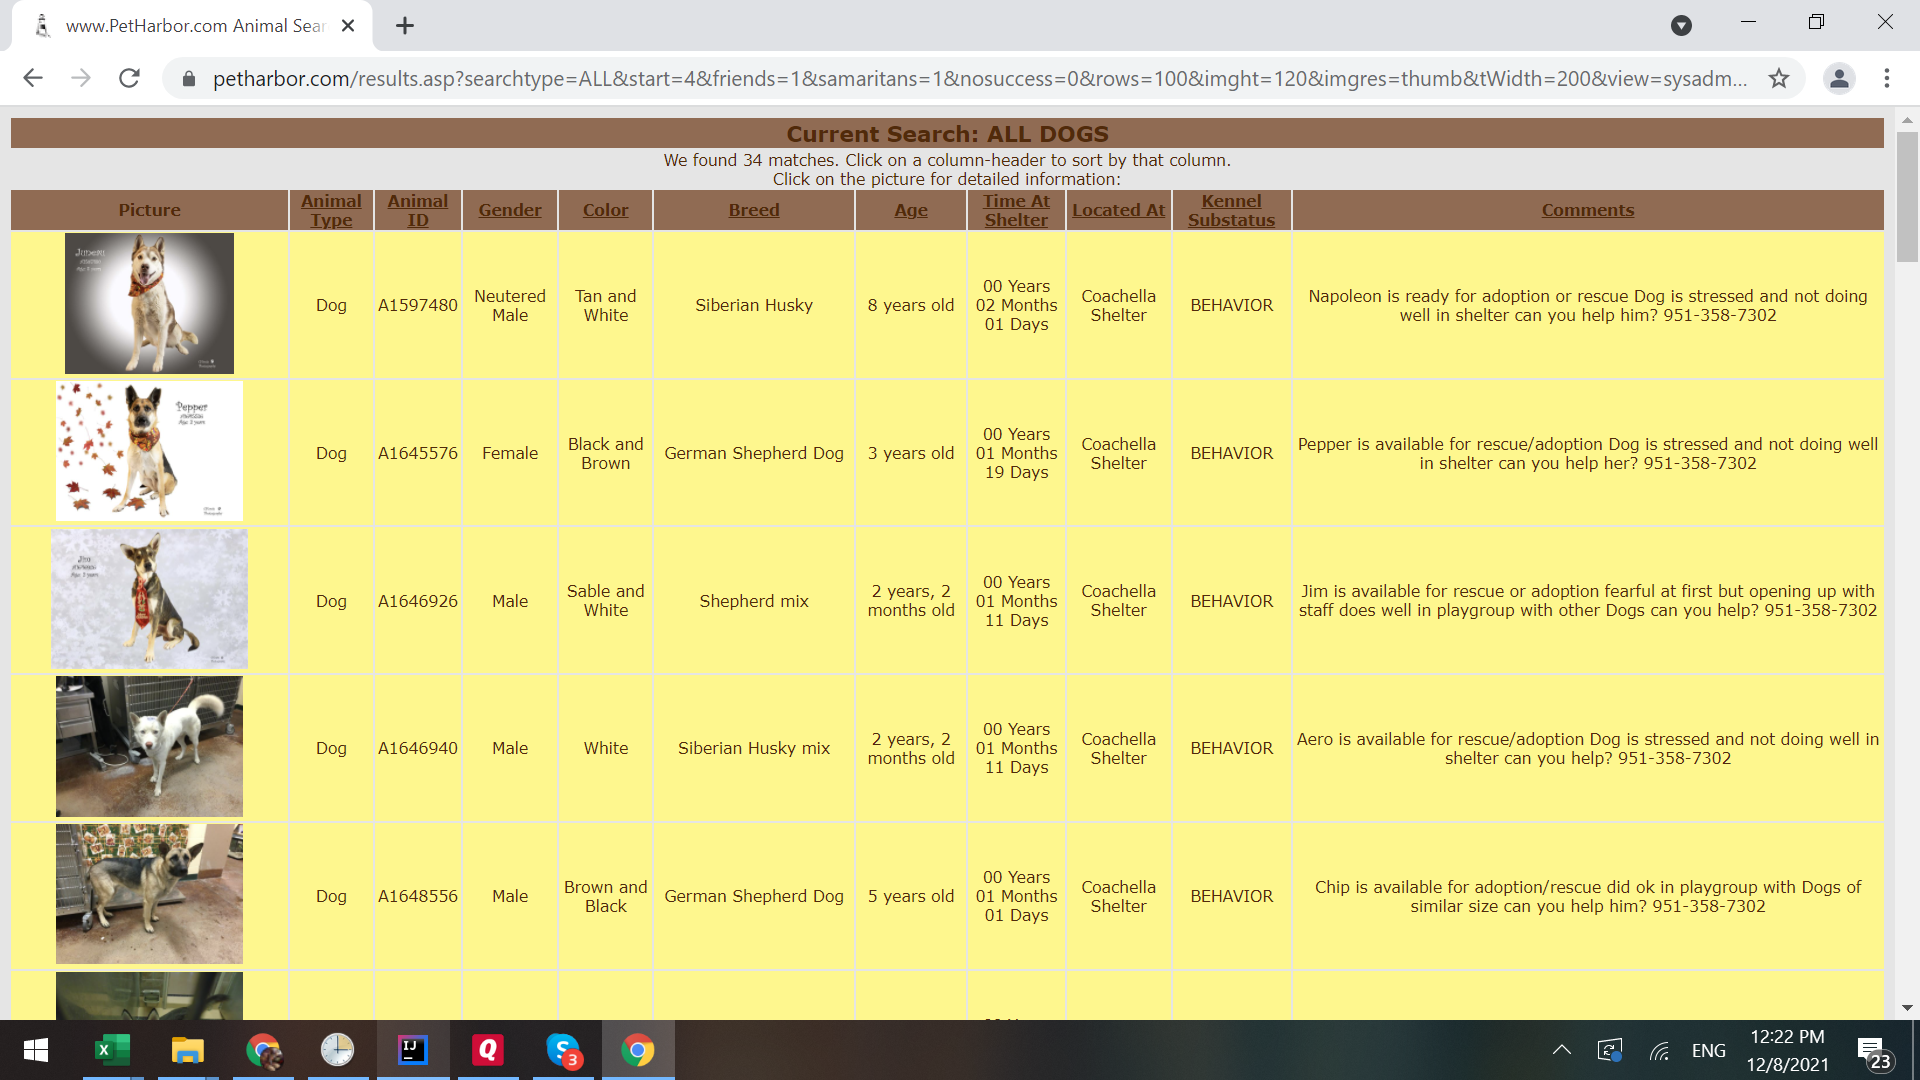 www.PetHarbor.com Animal Sear
petharbor.com/results.asp?searchtype=ALL&start=4&friends=1&samaritans=1&nosuccess=0&rows=100&imght=120&imgres=thumb&tWidth=200&view=sysadm...
Current Search: ALL DOGS
We found 34 matches. Click on a column-header to sort by that column.
Click on the picture for detailed information:
Picture
Animal
Type
Animal
ID
Gender
Color
Breed
Age
Time At
Shelter
Located At
Kennel
Substatus
Comments
Juneau
Dog
A1597480
Neutered
Male
Tan and
White
Siberian Husky
8 years old
00 Years
02 Months
01 Days
Coachella
Shelter
BEHAVIOR
Napoleon is ready for adoption or rescue Dog is stressed and not doing
well in shelter can you help him? 951-358-7302
Pepper
Dog
A1645576
Female
Black and
Brown
German Shepherd Dog
3 years old
00 Years
01 Months
19 Days
Coachella
Shelter
BEHAVIOR
Pepper is available for rescue/adoption Dog is stressed and not doing well
in shelter can you help her? 951-358-7302
Jim
Dog
A1646926
Male
Sable and
White
Shepherd mix
2 years, 2
months old
00 Years
01 Months
11 Days
Coachella
Shelter
BEHAVIOR
Jim is available for rescue or adoption fearful at first but opening up with
staff does well in playgroup with other Dogs can you help? 951-358-7302
Dog
A1646940
Male
White
Siberian Husky mix
2 years, 2
months old
00 Years
01 Months
11 Days
Coachella
Shelter
BEHAVIOR
Aero is available for rescue/adoption Dog is stressed and not doing well in
shelter can you help? 951-358-7302
Dog
A1648556
Male
Brown and
Black
German Shepherd Dog
5 years old
00 Years
01 Months
01 Days
Coachella
Shelter
BEHAVIOR
Chip is available for adoption/rescue did ok in playgroup with Dogs of
similar size can you help him? 951-358-7302
X
IJ
Q
S
3
ENG
12:22 PM
12/8/2021
23